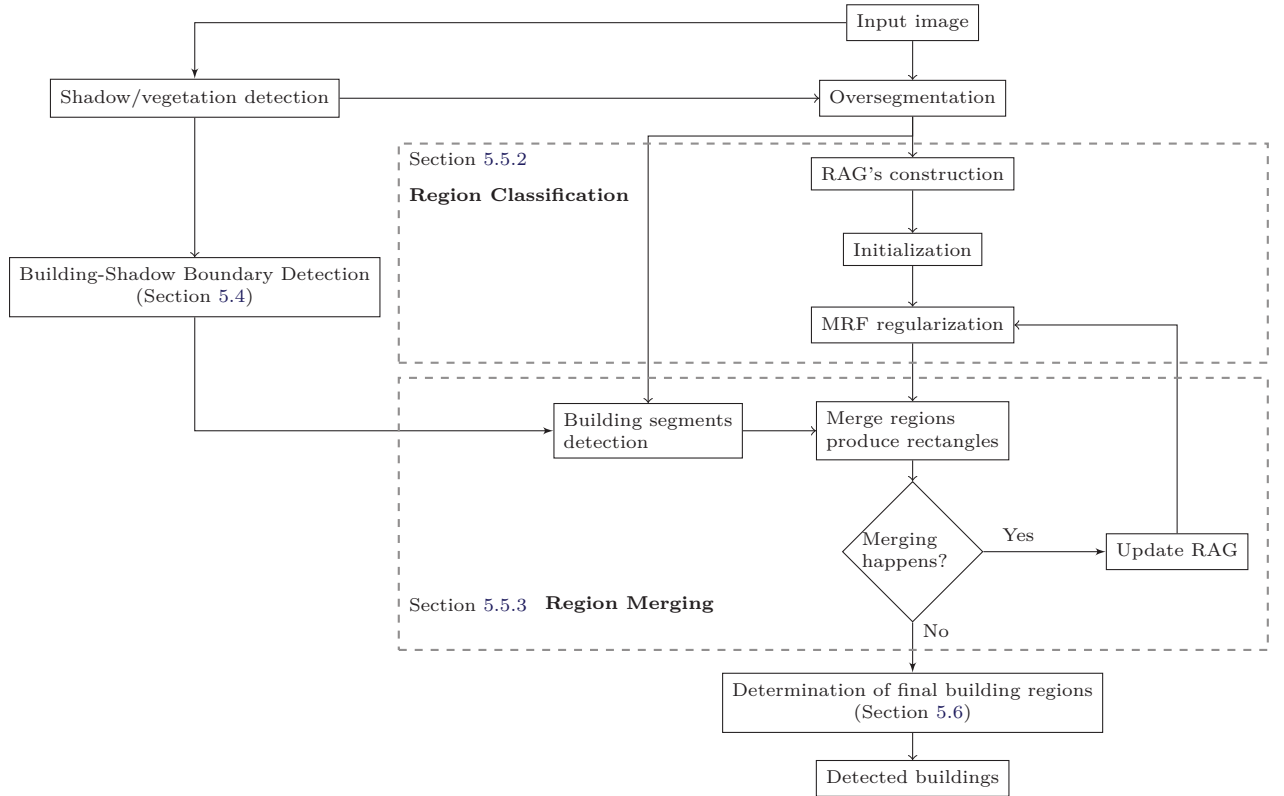 Input image
Shadow/vegetation detection
Oversegmentation
Section 5.5.2
Region Classification
RAG's construction
Initialization
Building-Shadow Boundary Detection
(Section 5.4)
MRF regularization
Building segments
detection
Merge regions
produce rectangles
Merging
happens?
Yes
Update RAG
Section 5.5.3 Region Merging
No
Determination of final building regions
(Section 5.6)
Detected buildings